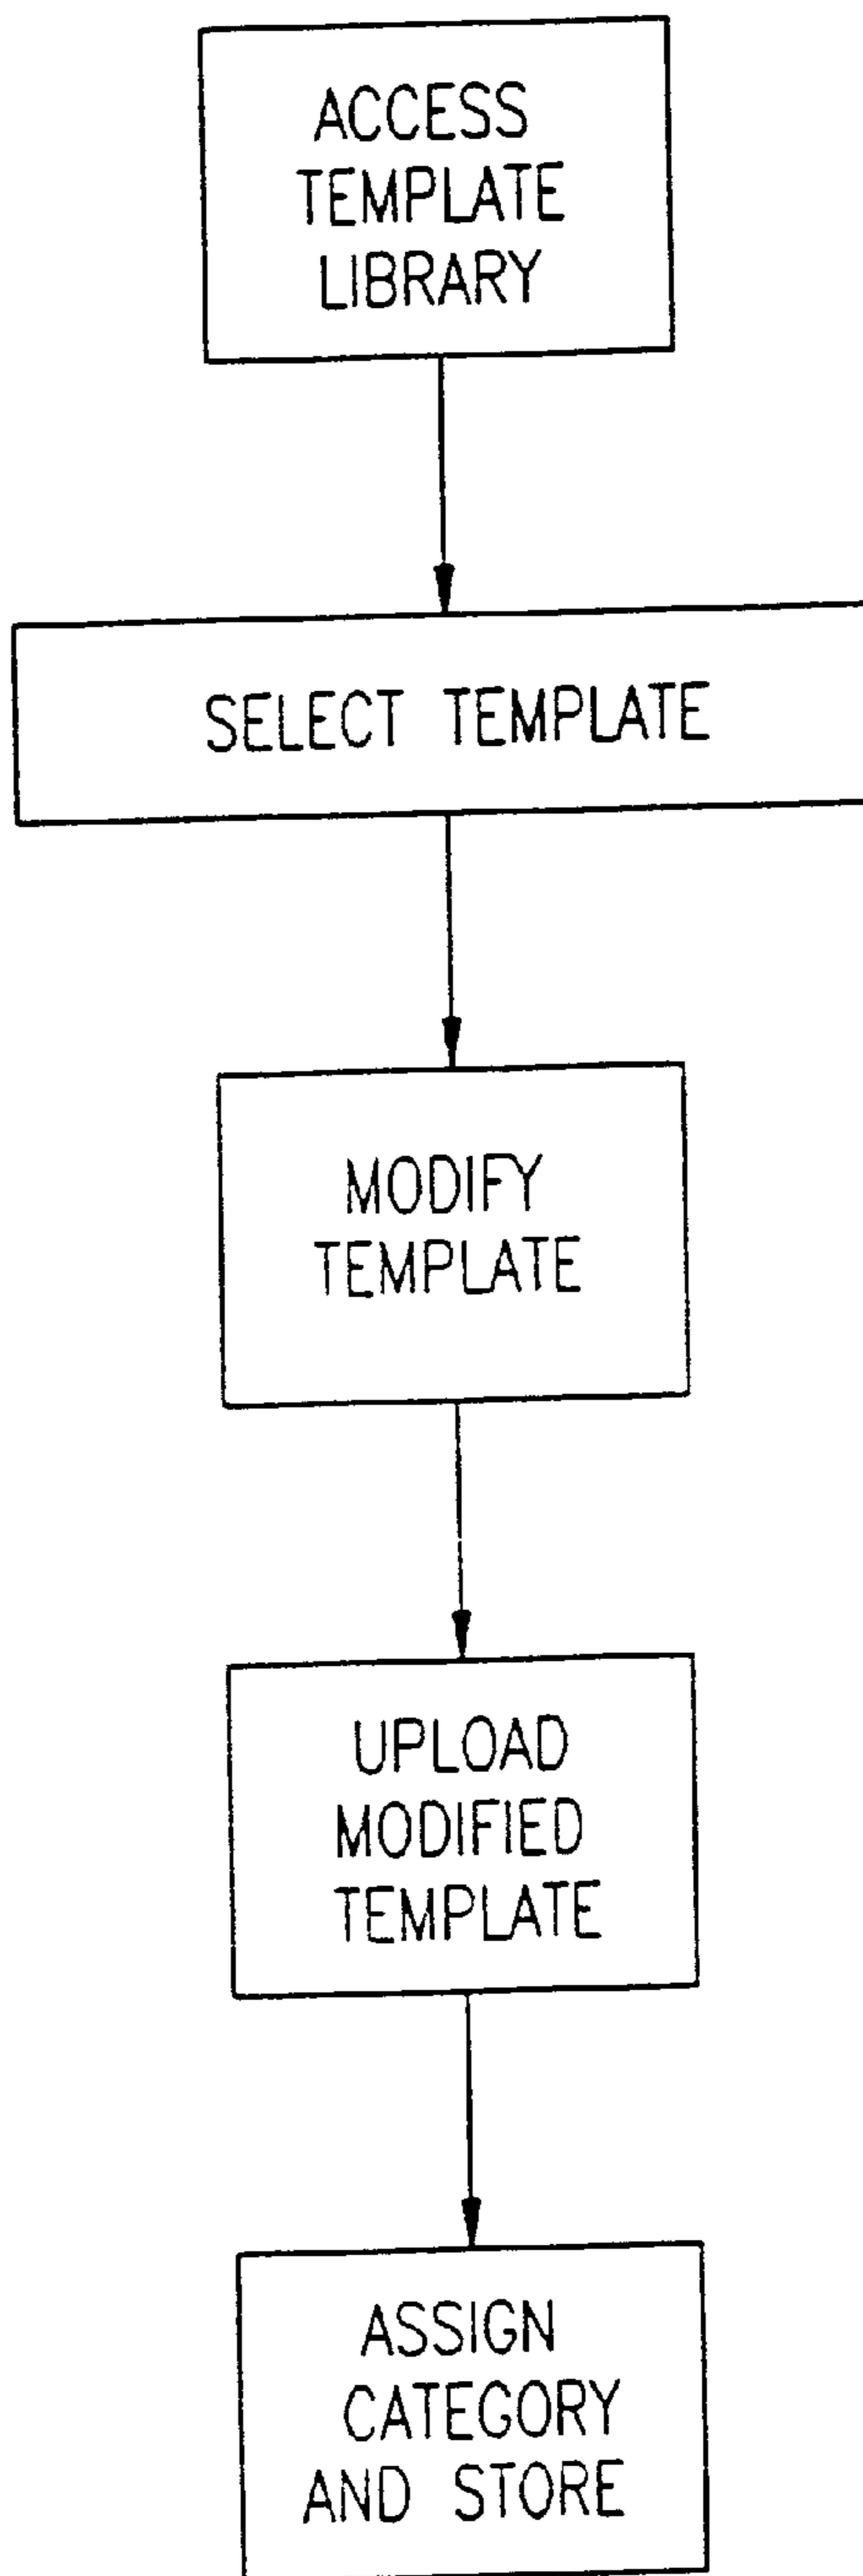 ACCESS
TEMPLATE
LIBRARY
SELECT TEMPLATE
MODIFY
TEMPLATE
UPLOAD
MODIFIED
TEMPLATE
ASSIGN
CATEGORY
AND STORE